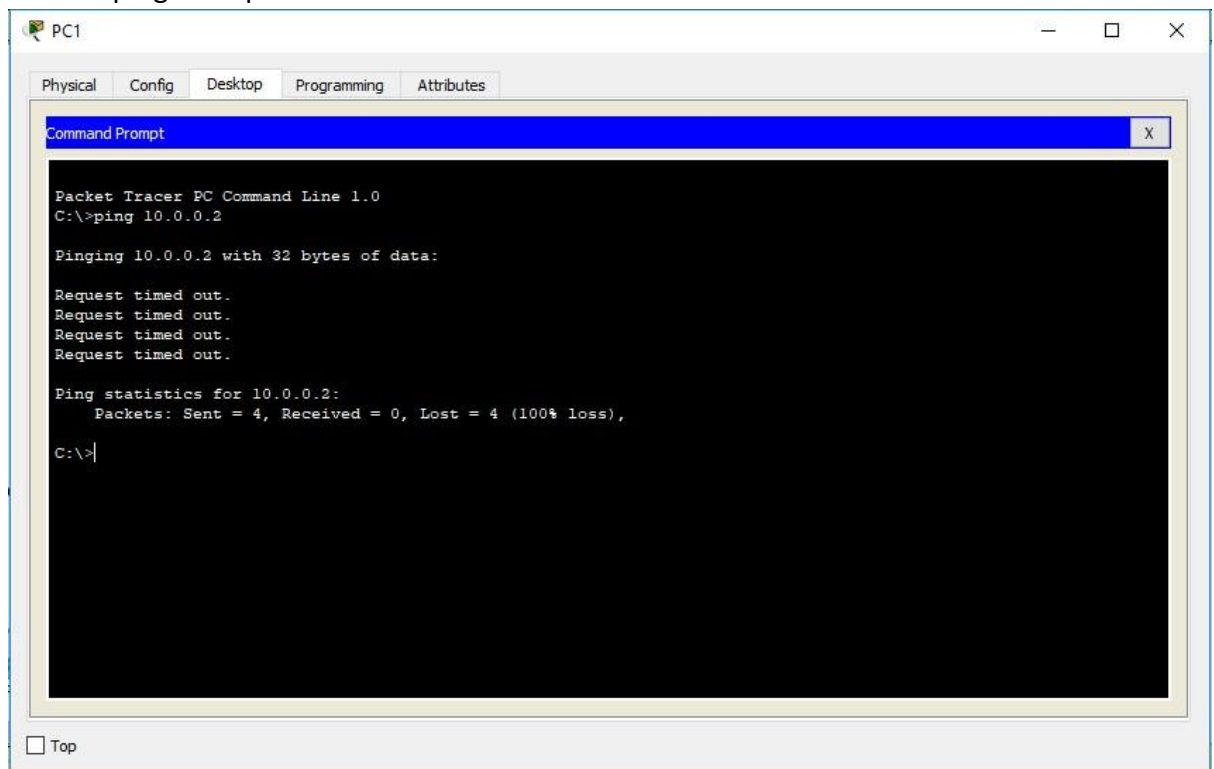 PC1
Physical Config Desktop Programming Attributes
Command Prompt X
Packet Tracer PC Command Line 1.0
C:\>ping 10.0.0.2
Pinging 10.0.0.2 with 32 bytes of data:
Request timed out.
Request timed out.
Request timed out.
Request timed out.
Ping statistics for 10.0.0.2:
Packets: Sent = 4, Received = 0, Lost = 4 (100% loss),
C:\>
Top